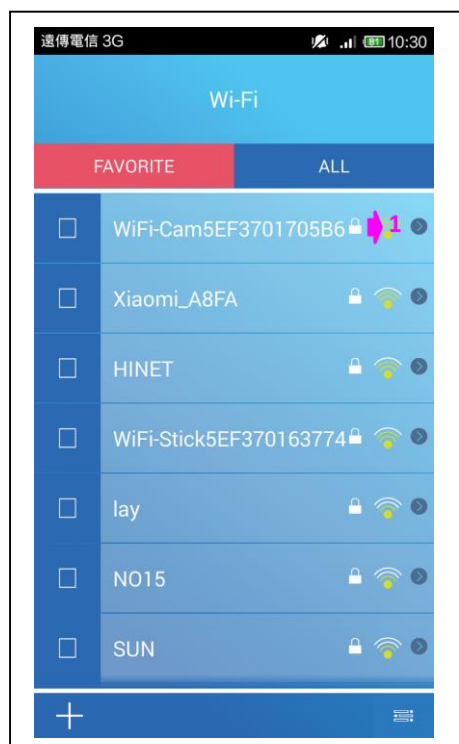 遠傳電信 3G 81 10:30
Wi-Fi
FAVORITE ALL
WiFi-Cam5EF3701705B6 1
Xiaomi_A8FA
HINET
WiFi-Stick5EF370163774
lay
NO15
SUN